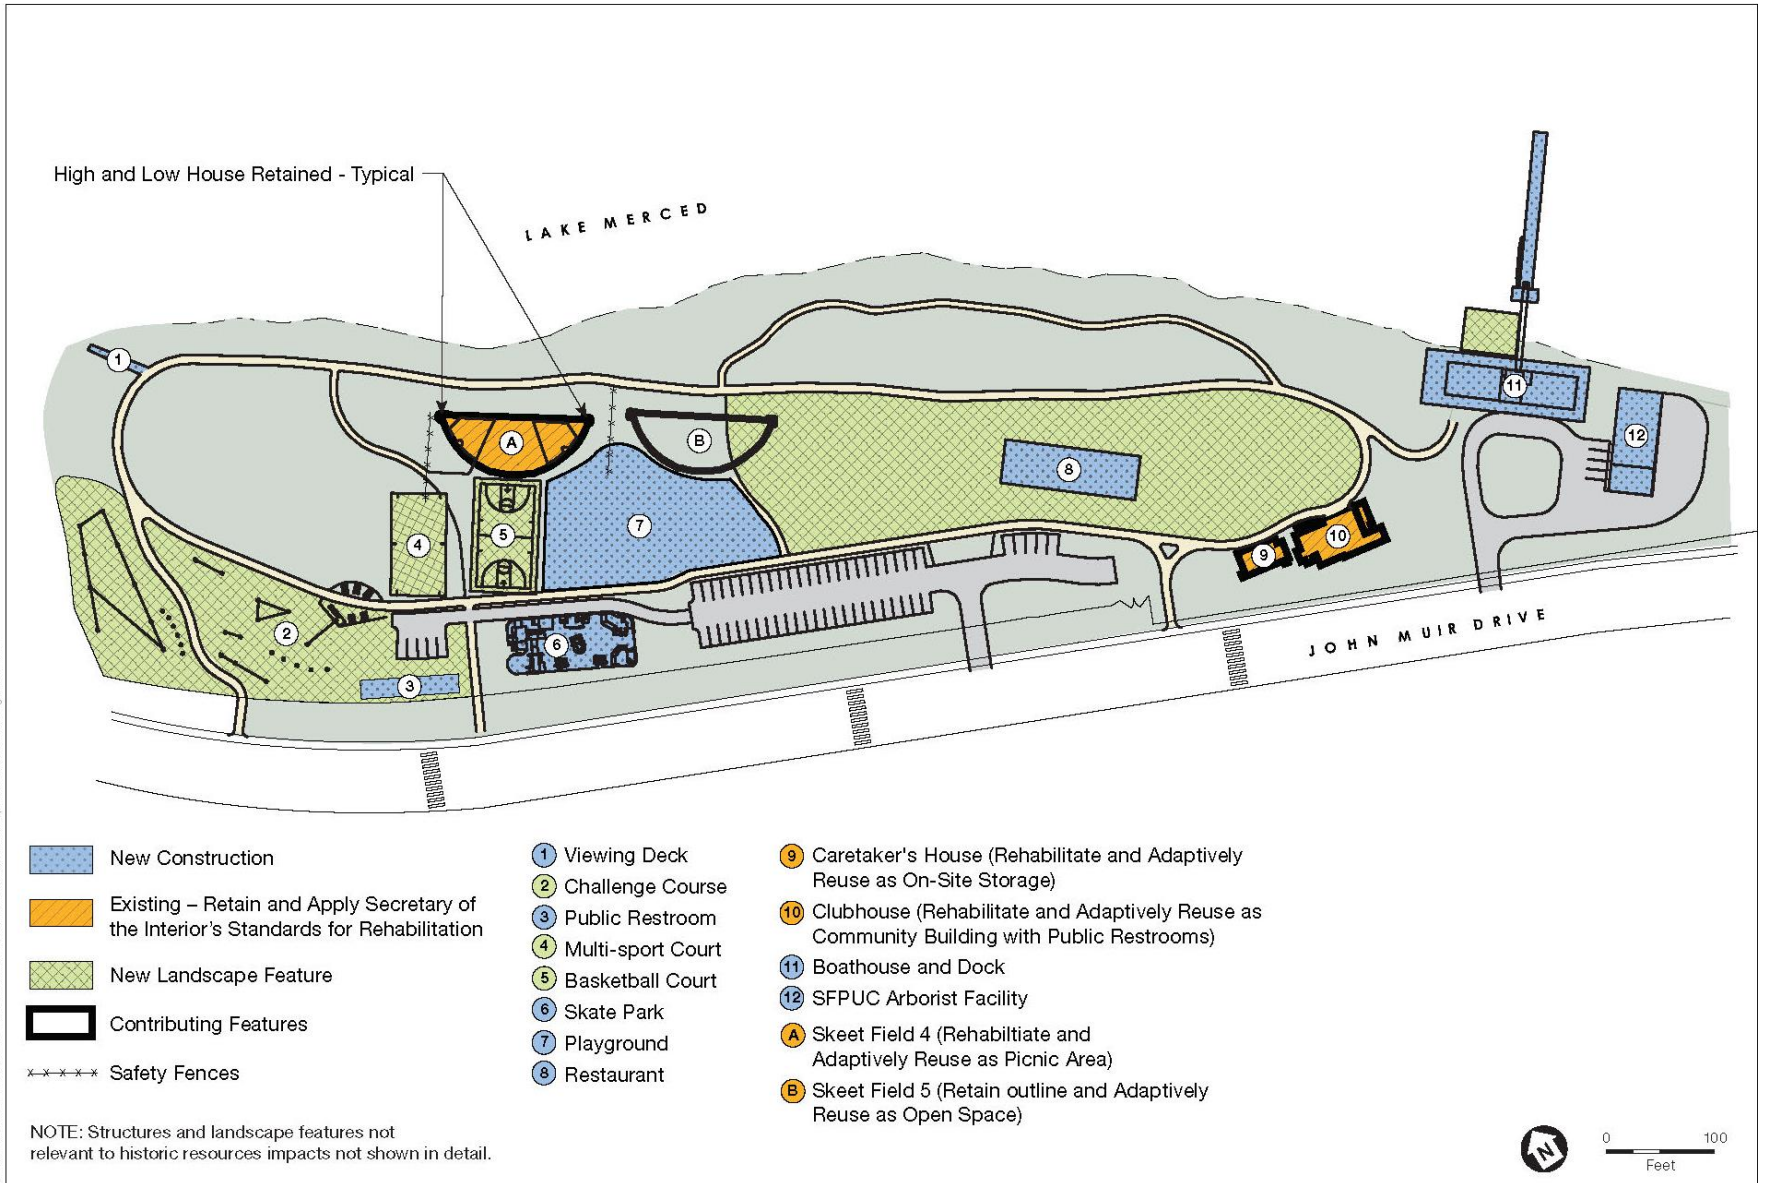 High and Low House Retained - Typical
LAKE MERCED
1
A
B
11
12
8
7
4
5
10
9
2
6
3
JOHN MUIR DRIVE
New Construction
Existing – Retain and Apply Secretary of
the Interior's Standards for Rehabilitation
New Landscape Feature
Contributing Features
Safety Fences
NOTE: Structures and landscape features not
relevant to historic resources impacts not shown in detail.
1 Viewing Deck
2 Challenge Course
3 Public Restroom
4 Multi-sport Court
5 Basketball Court
6 Skate Park
7 Playground
8 Restaurant
9 Caretaker's House (Rehabilitate and Adaptively
Reuse as On-Site Storage)
10 Clubhouse (Rehabilitate and Adaptively Reuse as
Community Building with Public Restrooms)
11 Boathouse and Dock
12 SFPUC Arborist Facility
A Skeet Field 4 (Rehabiltiate and
Adaptively Reuse as Picnic Area)
B Skeet Field 5 (Retain outline and Adaptively
Reuse as Open Space)
N
0 100
Feet